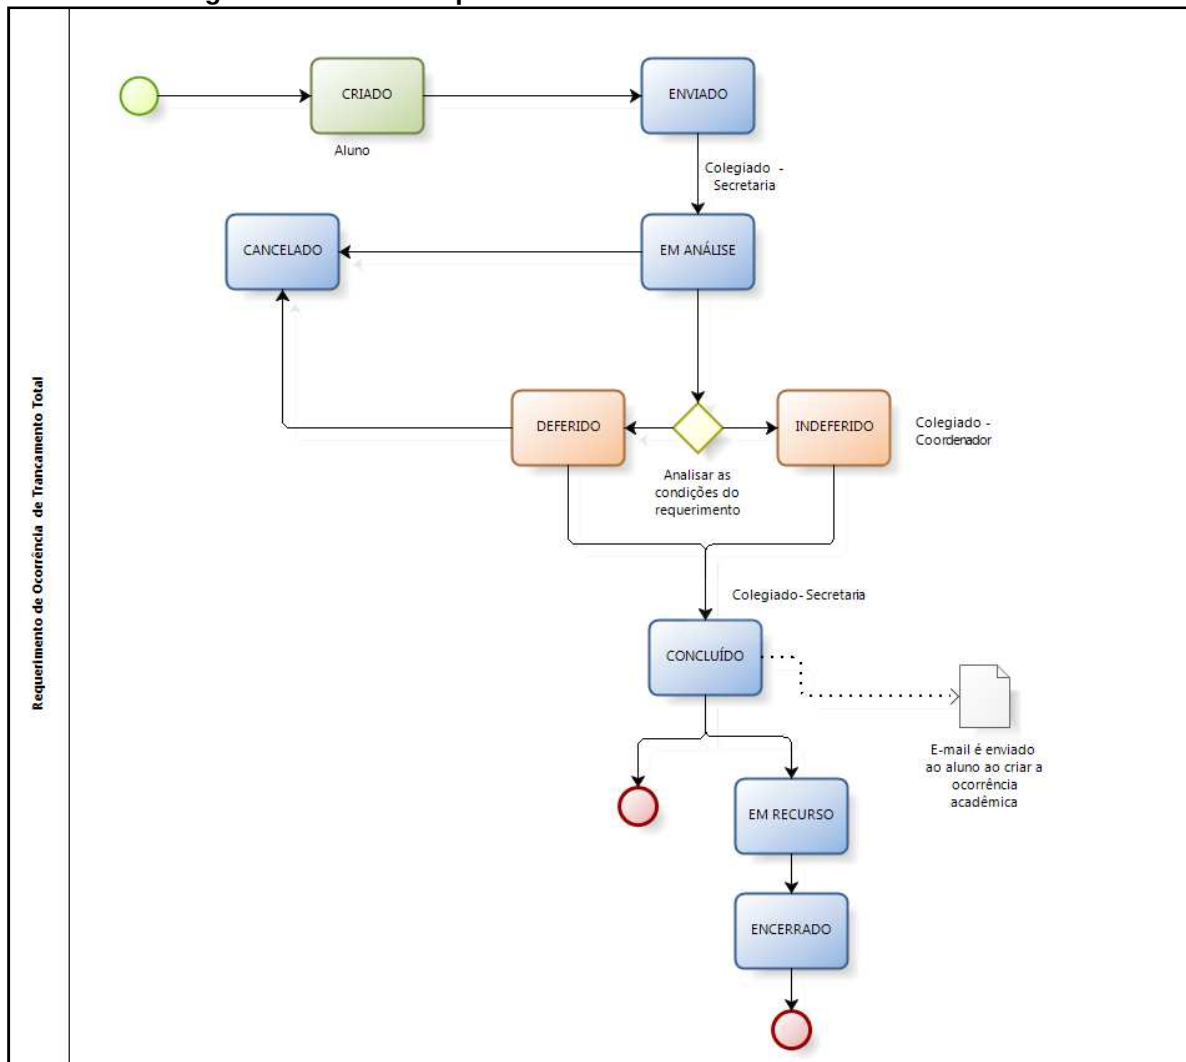 CRIADO
ENVIADO
Aluno
Colegiado -
Secretaria
CANCELADO
EM ANÁLISE
Requerimento de Ocorrência de Trancamento Total
DEFERIDO
INDEFERIDO
Colegiado -
Coordenador
Analisar as
condições do
requerimento
Colegiado- Secretaria
CONCLUÍDO
E-mail é enviado
ao aluno ao criar a
ocorrência
acadêmica
EM RECURSO
ENCERRADO